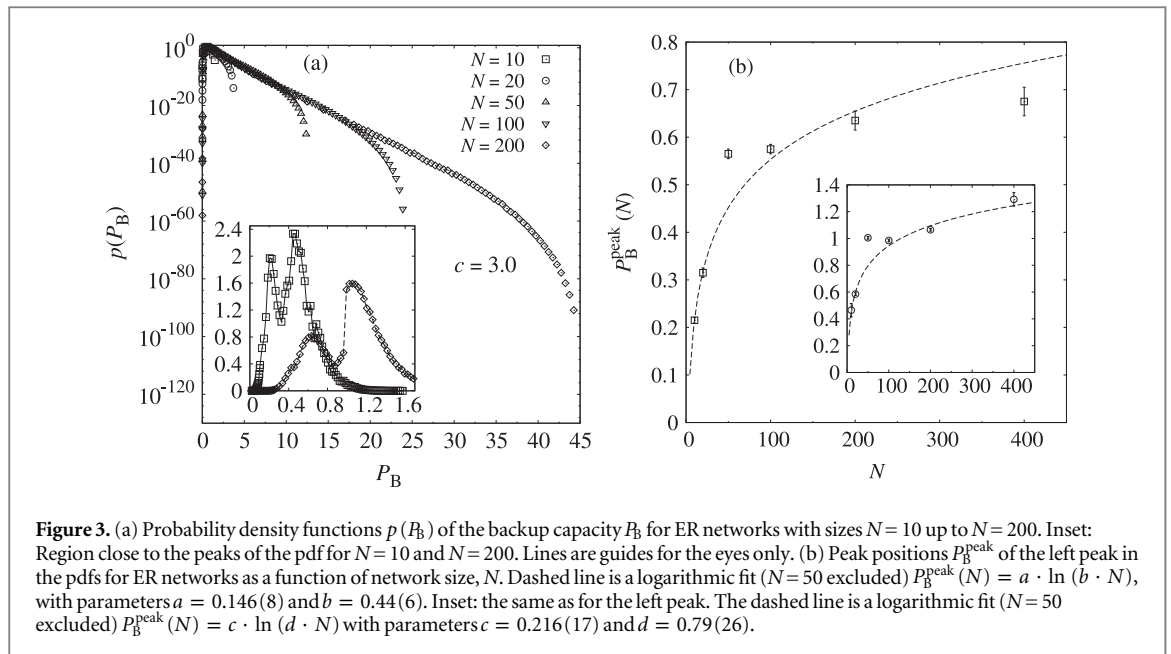 10^0
10^-20
10^-40
10^-60
10^-80
10^-100
10^-120
p(P_B)
(a)
N = 10
N = 20
N = 50
N = 100
N = 200
c = 3.0
2.4
2
1.6
1.2
0.8
0.4
0
0 0.4 0.8 1.2 1.6
0 5 10 15 20 25 30 35 40 45
P_B
0.8
0.7
0.6
0.5
0.4
0.3
0.2
0.1
0
P_B^peak (N)
(b)
1.4
1.2
1
0.8
0.6
0.4
0.2
0
0 100 200 300 400
0 100 200 300 400
N
Figure 3. (a) Probability density functions p (P_B) of the backup capacity P_B for ER networks with sizes N = 10 up to N = 200. Inset:
Region close to the peaks of the pdf for N = 10 and N = 200. Lines are guides for the eyes only. (b) Peak positions P_B^peak of the left peak in
the pdfs for ER networks as a function of network size, N. Dashed line is a logarithmic fit (N = 50 excluded) P_B^peak (N) = a · ln (b · N),
with parameters a = 0.146(8) and b = 0.44(6). Inset: the same as for the left peak. The dashed line is a logarithmic fit (N = 50
excluded) P_B^peak (N) = c · ln (d · N) with parameters c = 0.216(17) and d = 0.79(26).